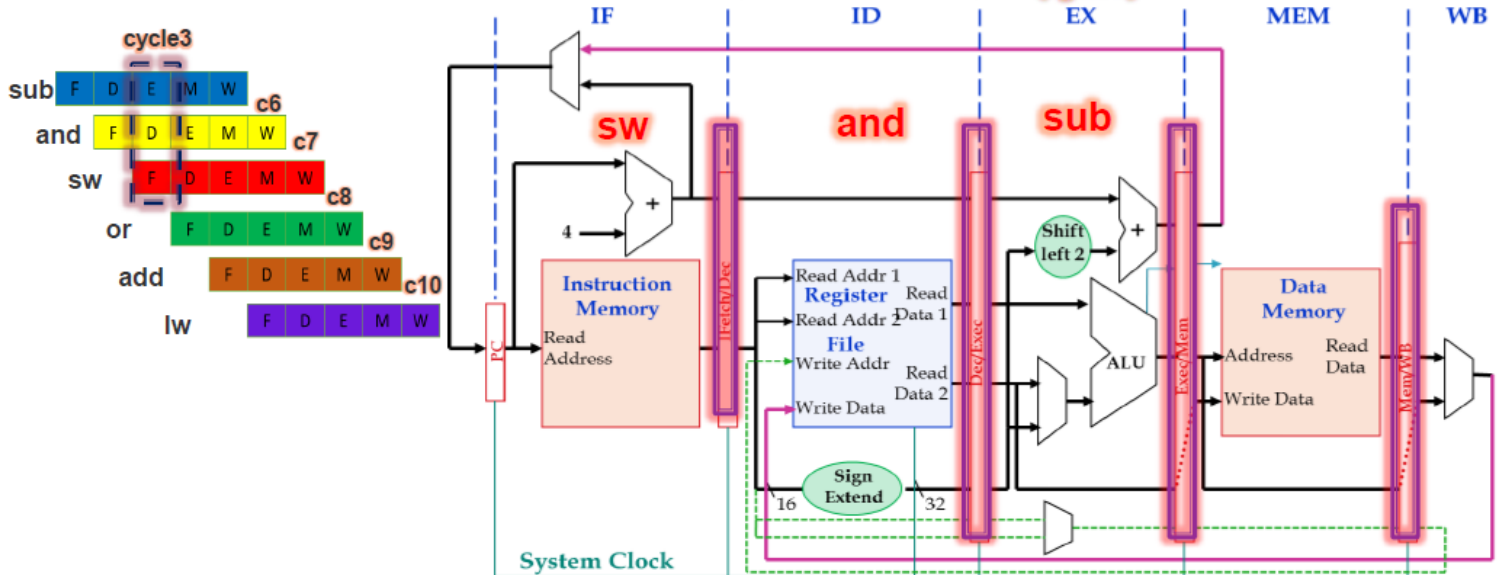 IF
ID
EX
MEM
WB
cycle3
sub
F D E M W
c6
and
F D E M W
c7
sw
F D E M W
c8
or
F D E M W
c9
add
F D E M W
c10
lw
F D E M W
sw
and
sub
+
4
PC
Instruction
Memory
Read
Address
IFetch/Dec
Read Addr 1
Register
Read Addr 2
File
Write Addr
Write Data
Read
Data 1
Read
Data 2
Sign
Extend
16
32
Dec/Exec
Shift
left 2
+
ALU
Exec/Mem
Data
Memory
Address
Read
Data
Write Data
Mem/WB
System Clock